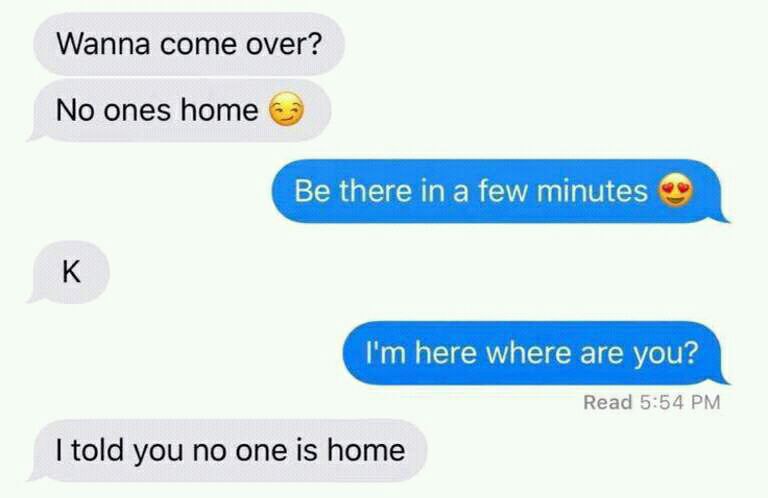 Wanna come over?
No ones home 😏
Be there in a few minutes 😍
K
I'm here where are you?
Read 5:54 PM
I told you no one is home